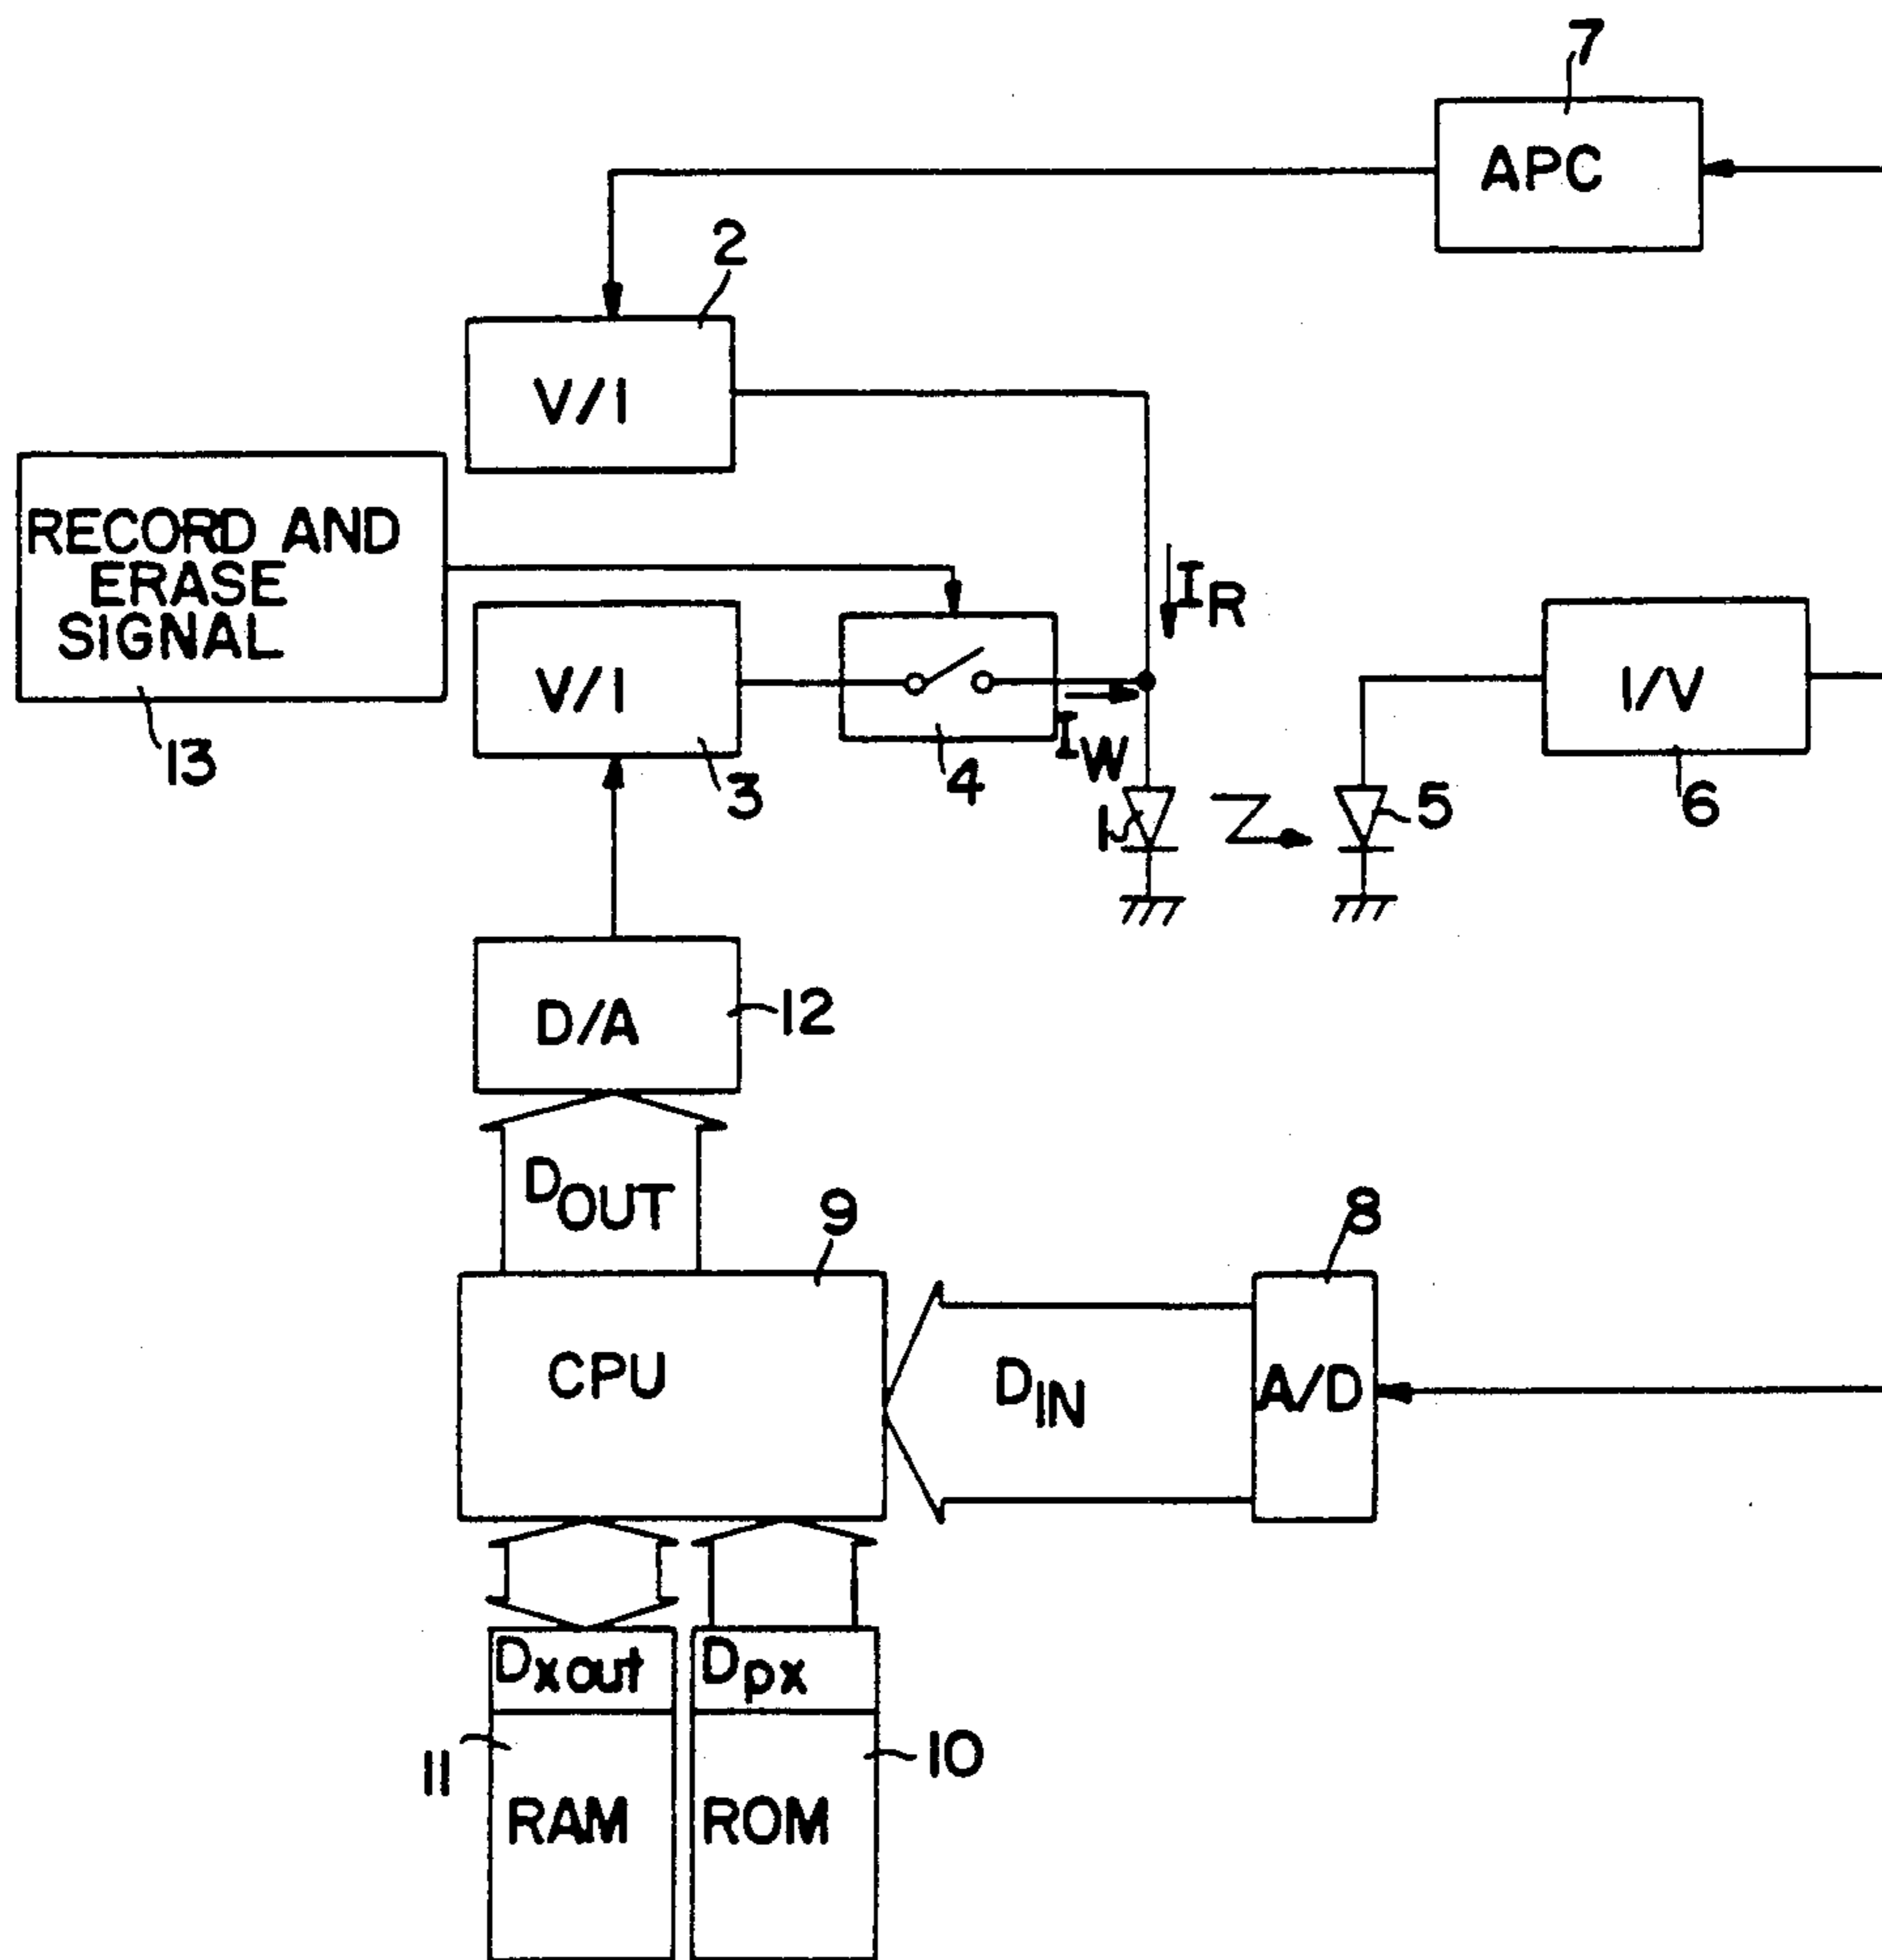 7
APC
2
V/I
RECORD AND
ERASE
SIGNAL
13
V/I
3
4
IR
IW
1
5
I/V
6
D/A
12
DOUT
9
CPU
DIN
8
A/D
Dxout
Dpx
11
RAM
ROM
10